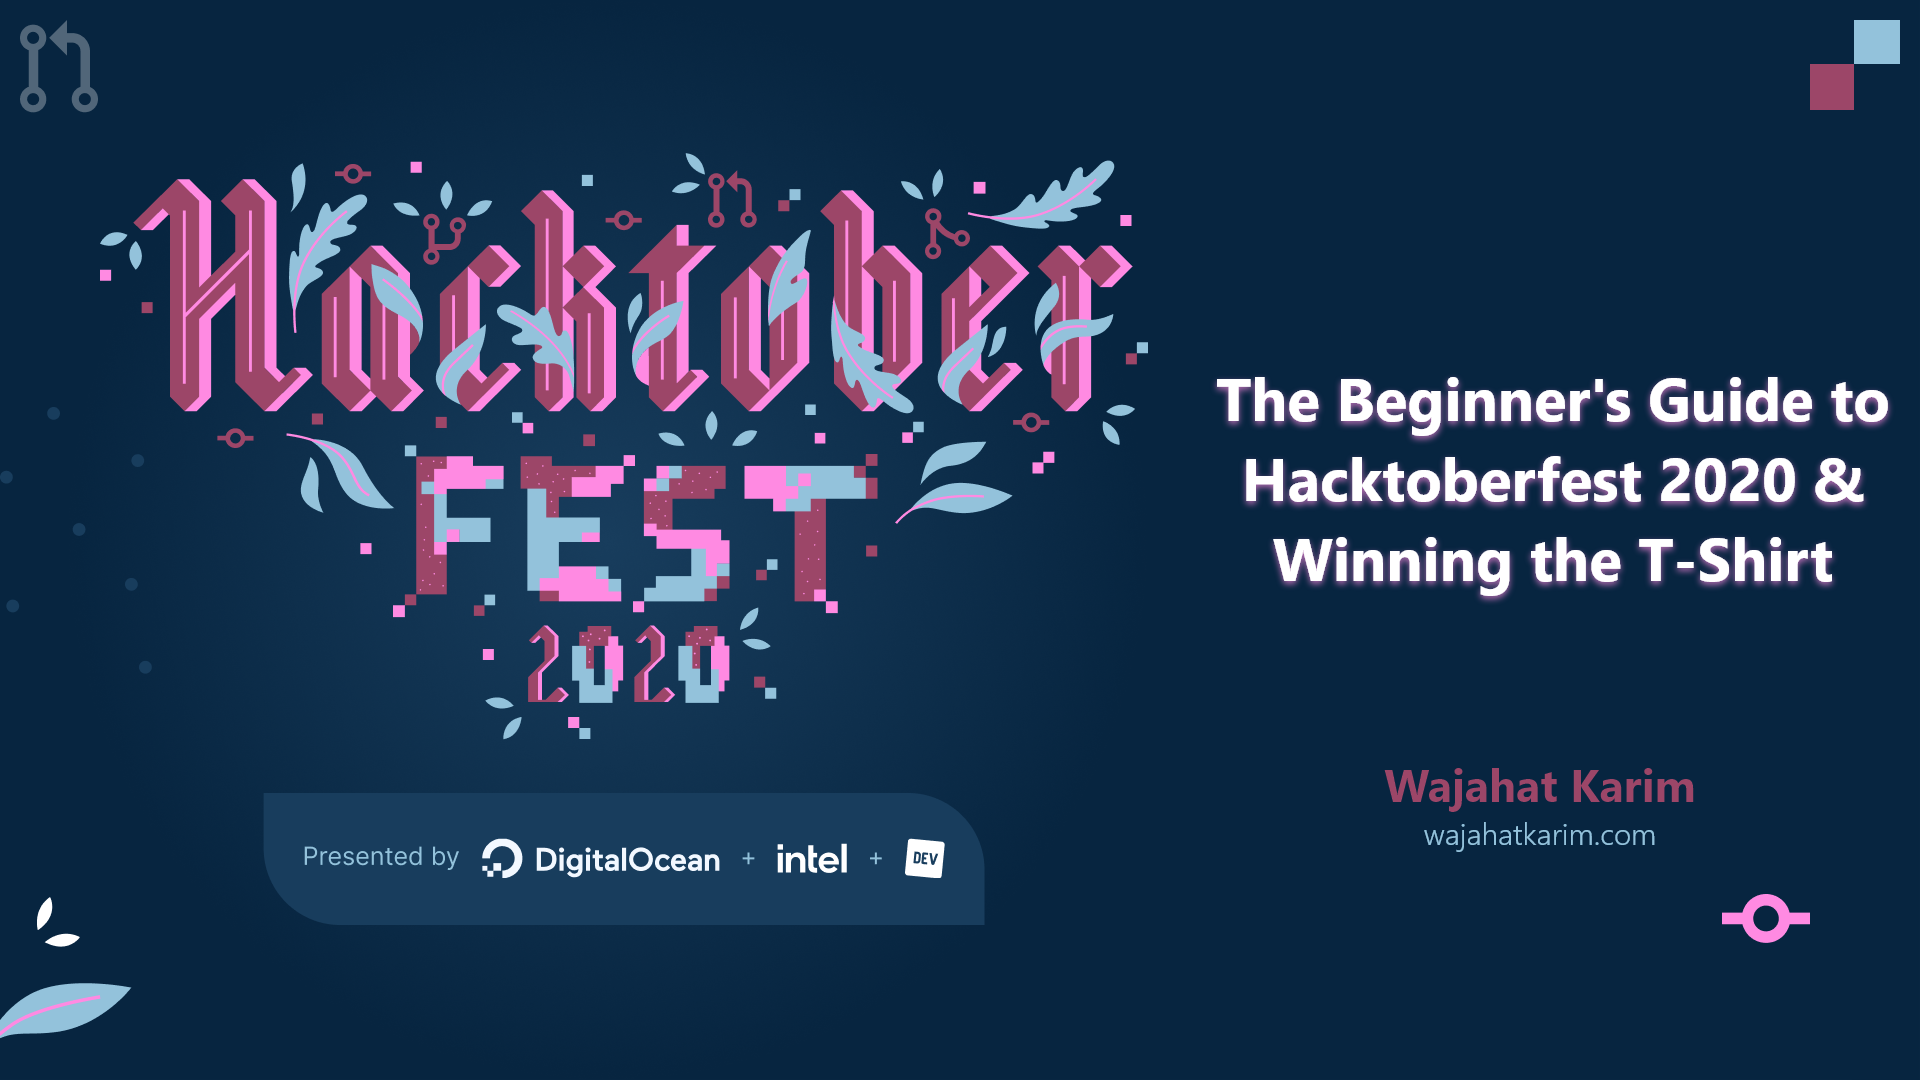 Hacktober
FEST
2020
Presented by DigitalOcean + intel + DEV
The Beginner's Guide to
Hacktoberfest 2020 &
Winning the T-Shirt
Wajahat Karim
wajahatkarim.com